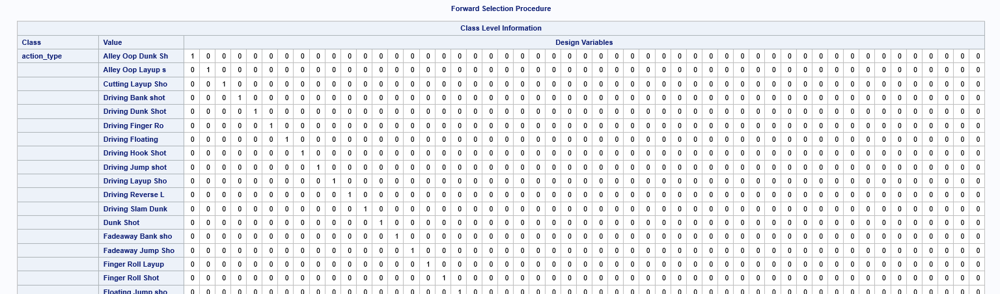 Forward Selection Procedure
Class Level Information
Class Value Design Variables
action_type Alley Oop Dunk Sh 1 0 0 0 0 0 0 0 0 0 0 0 0 0 0 0 0 0 0 0 0 0 0 0 0 0 0 0 0 0 0 0 0 0 0 0 0 0 0 0 0 0 0 0 0 0 0 0 0 0 0
Alley Oop Layup s 0 1 0 0 0 0 0 0 0 0 0 0 0 0 0 0 0 0 0 0 0 0 0 0 0 0 0 0 0 0 0 0 0 0 0 0 0 0 0 0 0 0 0 0 0 0 0 0 0 0 0
Cutting Layup Sho 0 0 1 0 0 0 0 0 0 0 0 0 0 0 0 0 0 0 0 0 0 0 0 0 0 0 0 0 0 0 0 0 0 0 0 0 0 0 0 0 0 0 0 0 0 0 0 0 0 0 0
Driving Bank shot 0 0 0 1 0 0 0 0 0 0 0 0 0 0 0 0 0 0 0 0 0 0 0 0 0 0 0 0 0 0 0 0 0 0 0 0 0 0 0 0 0 0 0 0 0 0 0 0 0 0 0
Driving Dunk Shot 0 0 0 0 1 0 0 0 0 0 0 0 0 0 0 0 0 0 0 0 0 0 0 0 0 0 0 0 0 0 0 0 0 0 0 0 0 0 0 0 0 0 0 0 0 0 0 0 0 0 0
Driving Finger Ro 0 0 0 0 0 1 0 0 0 0 0 0 0 0 0 0 0 0 0 0 0 0 0 0 0 0 0 0 0 0 0 0 0 0 0 0 0 0 0 0 0 0 0 0 0 0 0 0 0 0 0
Driving Floating 0 0 0 0 0 0 1 0 0 0 0 0 0 0 0 0 0 0 0 0 0 0 0 0 0 0 0 0 0 0 0 0 0 0 0 0 0 0 0 0 0 0 0 0 0 0 0 0 0 0 0
Driving Hook Shot 0 0 0 0 0 0 0 1 0 0 0 0 0 0 0 0 0 0 0 0 0 0 0 0 0 0 0 0 0 0 0 0 0 0 0 0 0 0 0 0 0 0 0 0 0 0 0 0 0 0 0
Driving Jump shot 0 0 0 0 0 0 0 0 1 0 0 0 0 0 0 0 0 0 0 0 0 0 0 0 0 0 0 0 0 0 0 0 0 0 0 0 0 0 0 0 0 0 0 0 0 0 0 0 0 0 0
Driving Layup Sho 0 0 0 0 0 0 0 0 0 1 0 0 0 0 0 0 0 0 0 0 0 0 0 0 0 0 0 0 0 0 0 0 0 0 0 0 0 0 0 0 0 0 0 0 0 0 0 0 0 0 0
Driving Reverse L 0 0 0 0 0 0 0 0 0 0 1 0 0 0 0 0 0 0 0 0 0 0 0 0 0 0 0 0 0 0 0 0 0 0 0 0 0 0 0 0 0 0 0 0 0 0 0 0 0 0 0
Driving Slam Dunk 0 0 0 0 0 0 0 0 0 0 0 1 0 0 0 0 0 0 0 0 0 0 0 0 0 0 0 0 0 0 0 0 0 0 0 0 0 0 0 0 0 0 0 0 0 0 0 0 0 0 0
Dunk Shot 0 0 0 0 0 0 0 0 0 0 0 0 1 0 0 0 0 0 0 0 0 0 0 0 0 0 0 0 0 0 0 0 0 0 0 0 0 0 0 0 0 0 0 0 0 0 0 0 0 0 0
Fadeaway Bank sho 0 0 0 0 0 0 0 0 0 0 0 0 0 1 0 0 0 0 0 0 0 0 0 0 0 0 0 0 0 0 0 0 0 0 0 0 0 0 0 0 0 0 0 0 0 0 0 0 0 0 0
Fadeaway Jump Sho 0 0 0 0 0 0 0 0 0 0 0 0 0 0 1 0 0 0 0 0 0 0 0 0 0 0 0 0 0 0 0 0 0 0 0 0 0 0 0 0 0 0 0 0 0 0 0 0 0 0 0
Finger Roll Layup 0 0 0 0 0 0 0 0 0 0 0 0 0 0 0 1 0 0 0 0 0 0 0 0 0 0 0 0 0 0 0 0 0 0 0 0 0 0 0 0 0 0 0 0 0 0 0 0 0 0 0
Finger Roll Shot 0 0 0 0 0 0 0 0 0 0 0 0 0 0 0 0 1 0 0 0 0 0 0 0 0 0 0 0 0 0 0 0 0 0 0 0 0 0 0 0 0 0 0 0 0 0 0 0 0 0 0
Floating Jump sho 0 0 0 0 0 0 0 0 0 0 0 0 0 0 0 0 0 1 0 0 0 0 0 0 0 0 0 0 0 0 0 0 0 0 0 0 0 0 0 0 0 0 0 0 0 0 0 0 0 0 0